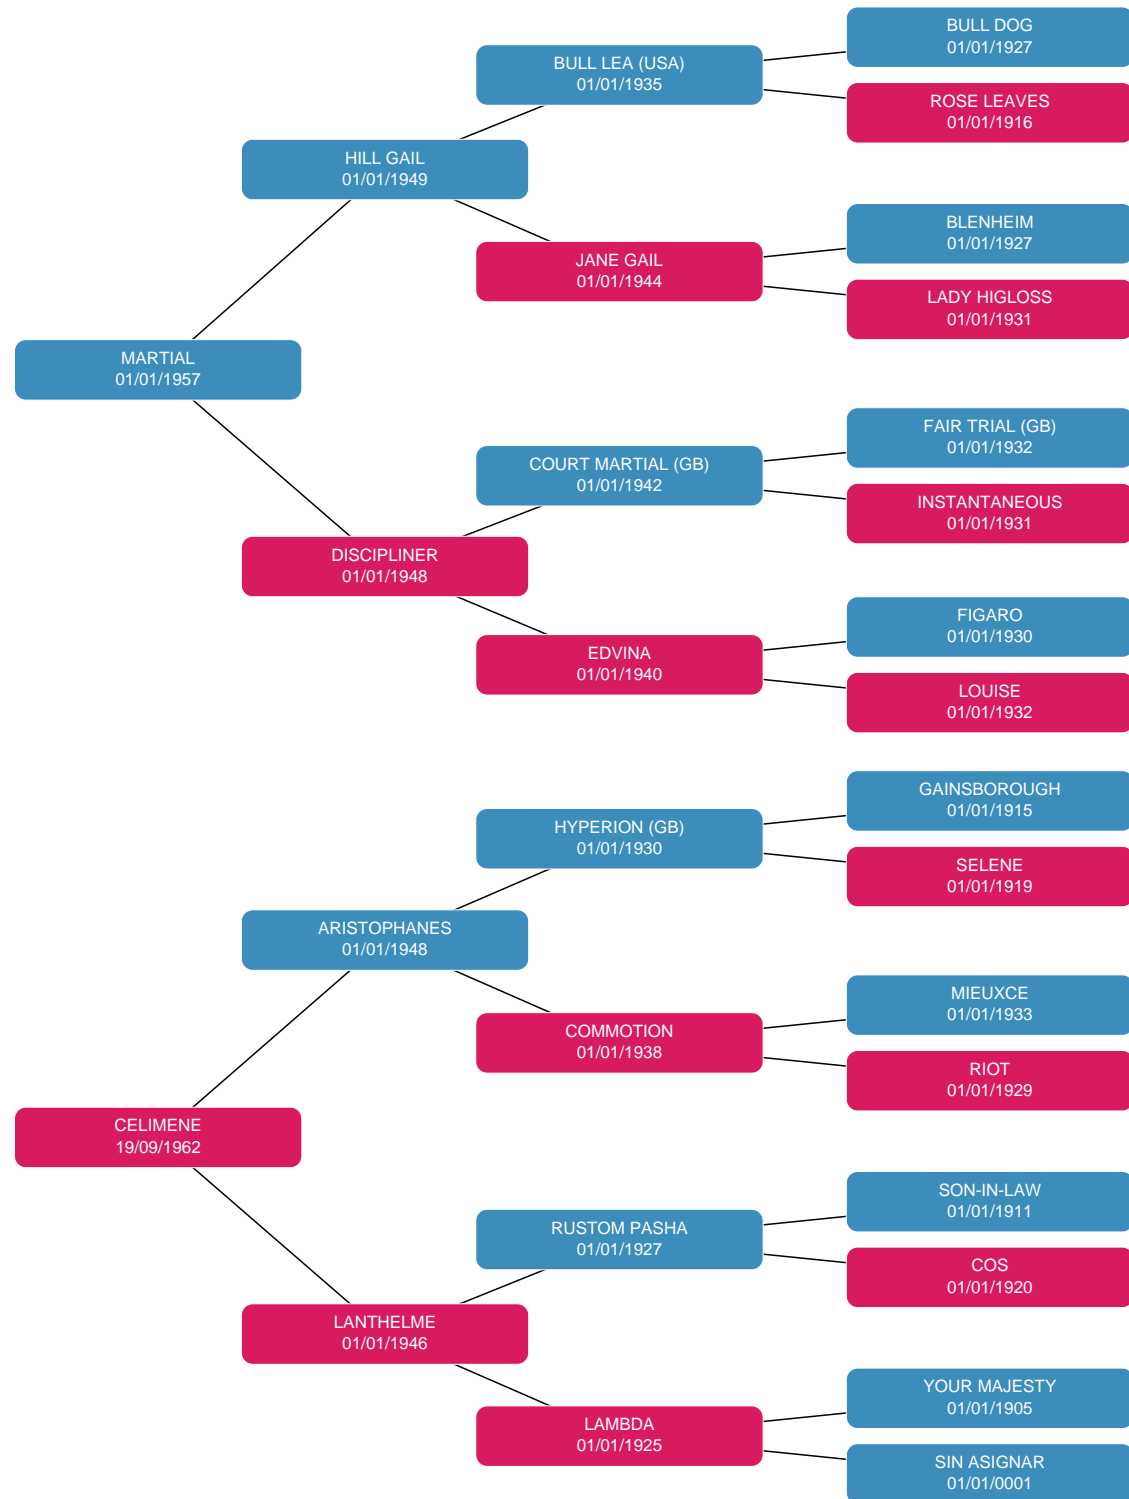 BULL DOG
01/01/1927
BULL LEA (USA)
01/01/1935
ROSE LEAVES
01/01/1916
HILL GAIL
01/01/1949
BLENHEIM
01/01/1927
JANE GAIL
01/01/1944
LADY HIGLOSS
01/01/1931
MARTIAL
01/01/1957
FAIR TRIAL (GB)
01/01/1932
COURT MARTIAL (GB)
01/01/1942
INSTANTANEOUS
01/01/1931
DISCIPLINER
01/01/1948
FIGARO
01/01/1930
EDVINA
01/01/1940
LOUISE
01/01/1932
GAINSBOROUGH
01/01/1915
HYPERION (GB)
01/01/1930
SELENE
01/01/1919
ARISTOPHANES
01/01/1948
MIEUXCE
01/01/1933
COMMOTION
01/01/1938
RIOT
01/01/1929
CELIMENE
19/09/1962
SON-IN-LAW
01/01/1911
RUSTOM PASHA
01/01/1927
COS
01/01/1920
LANTHELME
01/01/1946
YOUR MAJESTY
01/01/1905
LAMBDA
01/01/1925
SIN ASIGNAR
01/01/0001